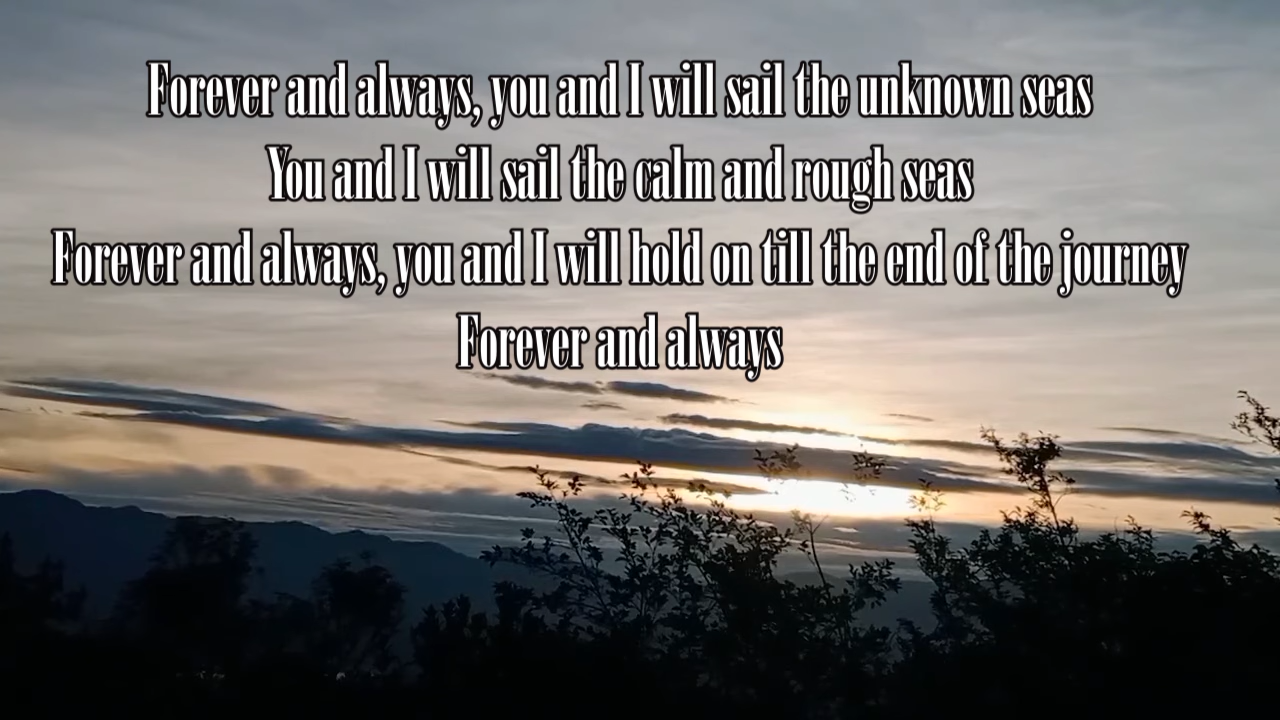 Forever and always, you and I will sail the unknown seas
You and I will sail the calm and rough seas
Forever and always, you and I will hold on till the end of the journey
Forever and always